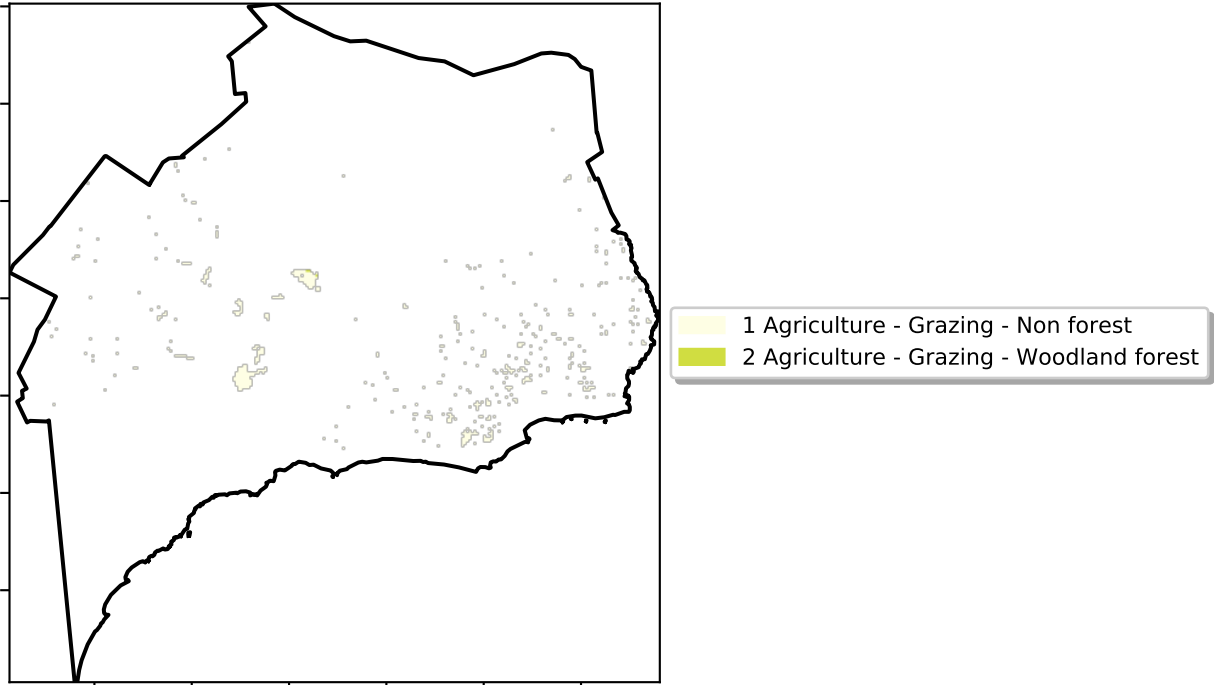 1 Agriculture - Grazing - Non forest
2 Agriculture - Grazing - Woodland forest